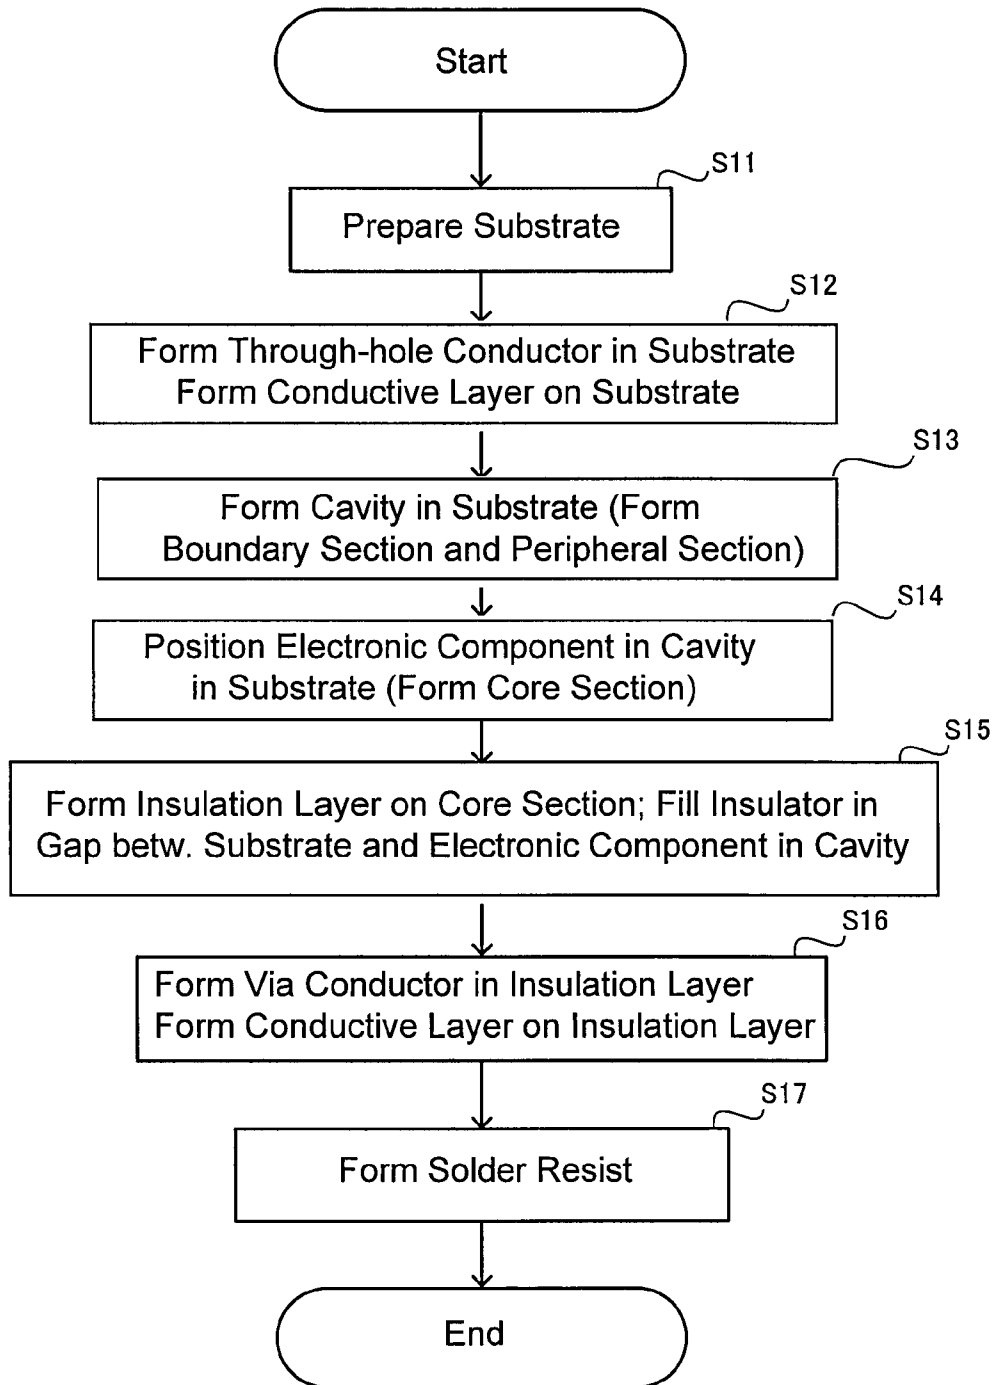 Start
S11
Prepare Substrate
S12
Form Through-hole Conductor in Substrate
Form Conductive Layer on Substrate
S13
Form Cavity in Substrate (Form
Boundary Section and Peripheral Section)
S14
Position Electronic Component in Cavity
in Substrate (Form Core Section)
S15
Form Insulation Layer on Core Section; Fill Insulator in
Gap betw. Substrate and Electronic Component in Cavity
S16
Form Via Conductor in Insulation Layer
Form Conductive Layer on Insulation Layer
S17
Form Solder Resist
End